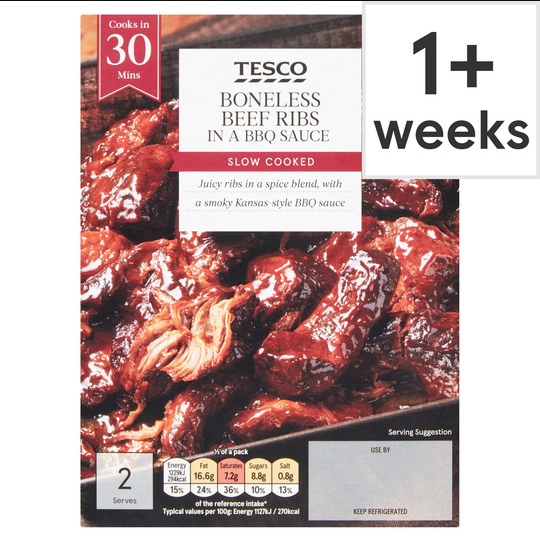 Cooks in
30
Mins
1+
weeks
TESCO
BONELESS
BEEF RIBS
IN A BBQ SAUCE
SLOW COOKED
Juicy ribs in a spice blend, with
a smoky Kansas-style BBQ sauce
Serving Suggestion
2
Serves
½ of a pack
Energy Fat Saturates Sugars Salt
1229kJ
294kcal 16.6g 7.2g 8.8g 0.8g
15% 24% 36% 10% 13%
of the reference intake*
Typical values per 100g: Energy 1127kJ / 270kcal
USE BY
KEEP REFRIGERATED